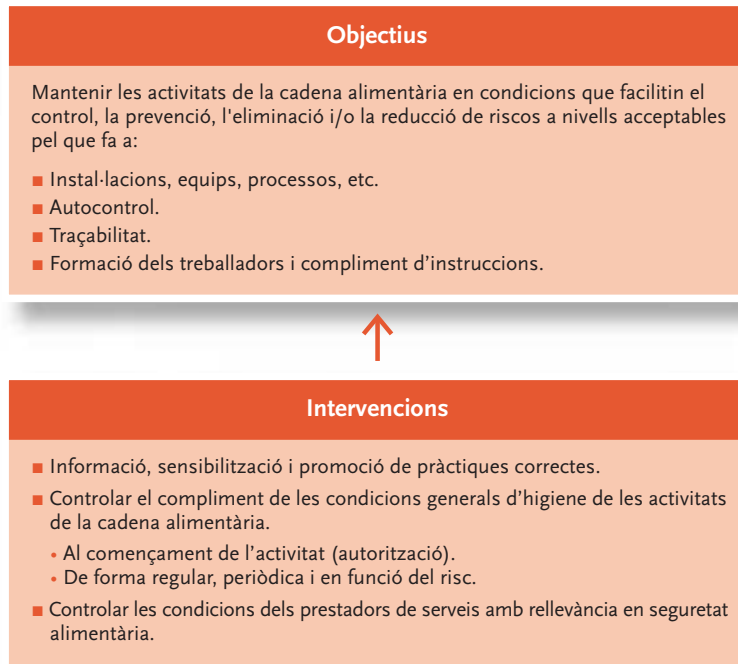 Objectius
Mantenir les activitats de la cadena alimentària en condicions que facilitin el
control, la prevenció, l'eliminació i/o la reducció de riscos a nivells acceptables
pel que fa a:
■ Instal·lacions, equips, processos, etc.
■ Autocontrol.
■ Traçabilitat.
■ Formació dels treballadors i compliment d’instruccions.
Intervencions
■ Informació, sensibilització i promoció de pràctiques correctes.
■ Controlar el compliment de les condicions generals d’higiene de les activitats
de la cadena alimentària.
• Al començament de l’activitat (autorització).
• De forma regular, periòdica i en funció del risc.
■ Controlar les condicions dels prestadors de serveis amb rellevància en seguretat
alimentària.